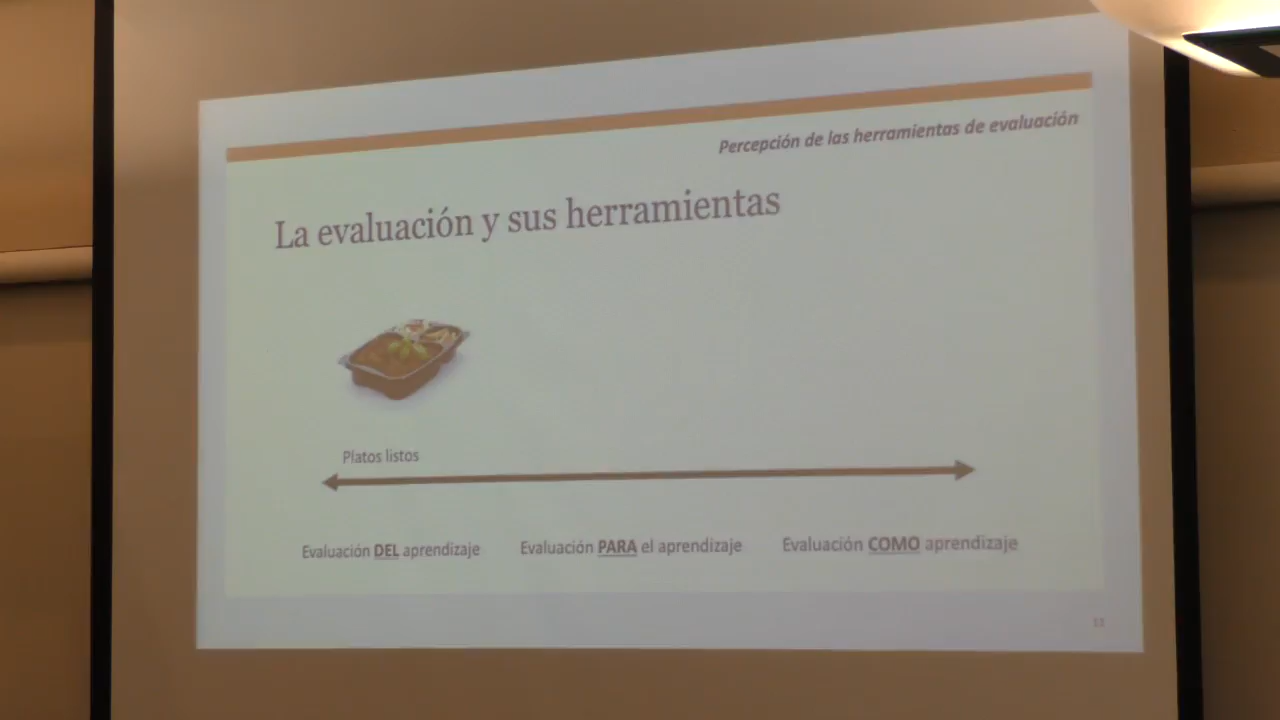 Percepción de las herramientas de evaluación
La evaluación y sus herramientas
Platos listos
Evaluación DEL aprendizaje
Evaluación PARA el aprendizaje
Evaluación COMO aprendizaje